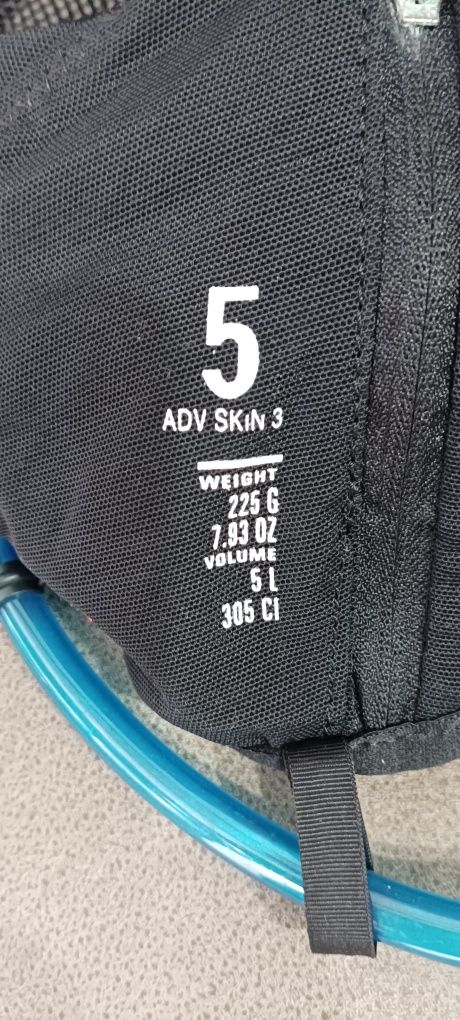 5
ADV SKIN 3
WEIGHT
225 G
7.93 OZ
VOLUME
5 L
305 CI